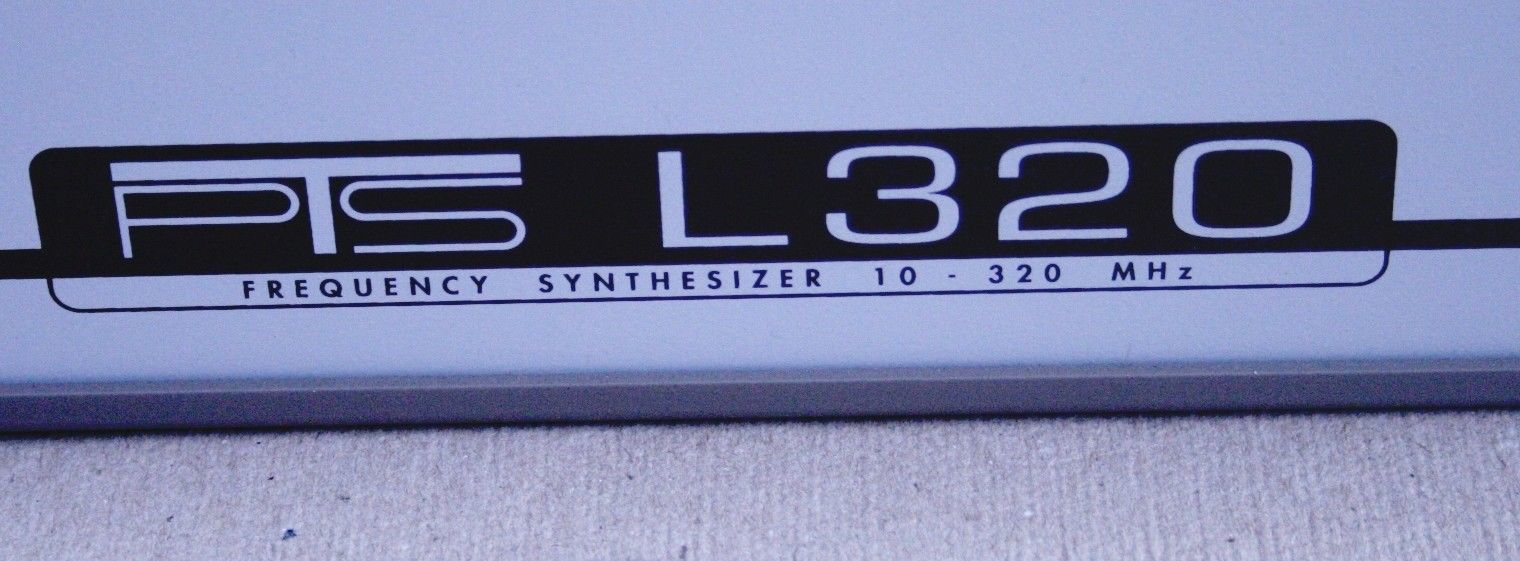 PTS L320
FREQUENCY SYNTHESIZER 10 - 320 MHz